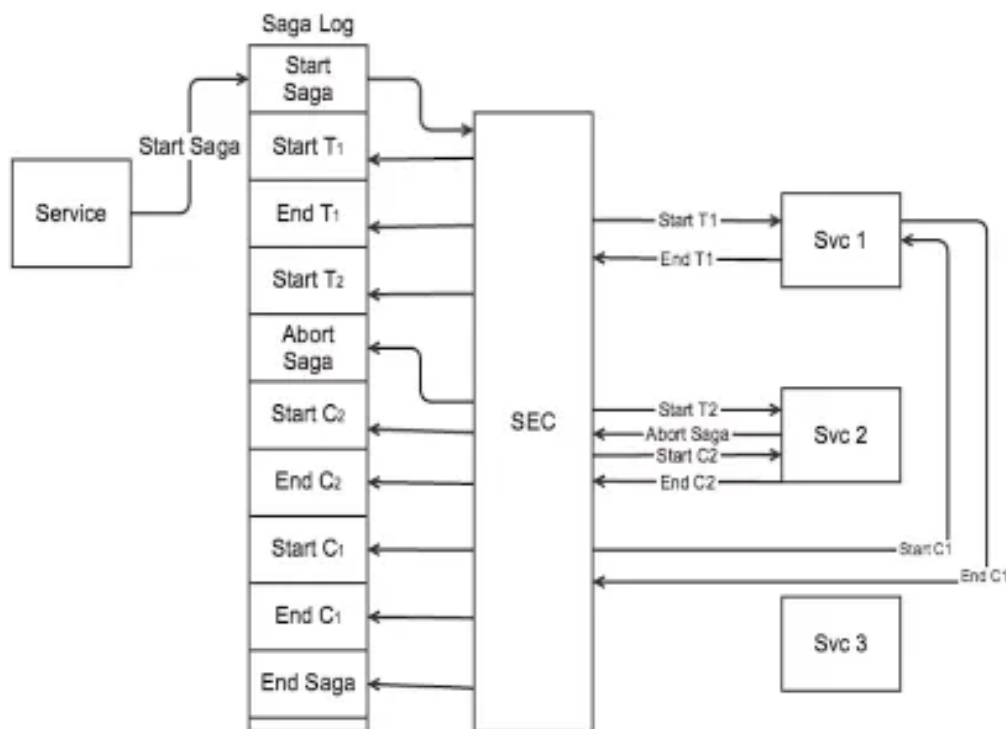 Saga Log
Start
Saga
Start Saga
Service
Start T₁
End T₁
Start T₂
Abort
Saga
Start C₂
End C₂
Start C₁
End C₁
End Saga
SEC
Start T1
End T1
Svc 1
Start T2
Abort Saga
Start C2
End C2
Svc 2
Start C1
End C1
Svc 3